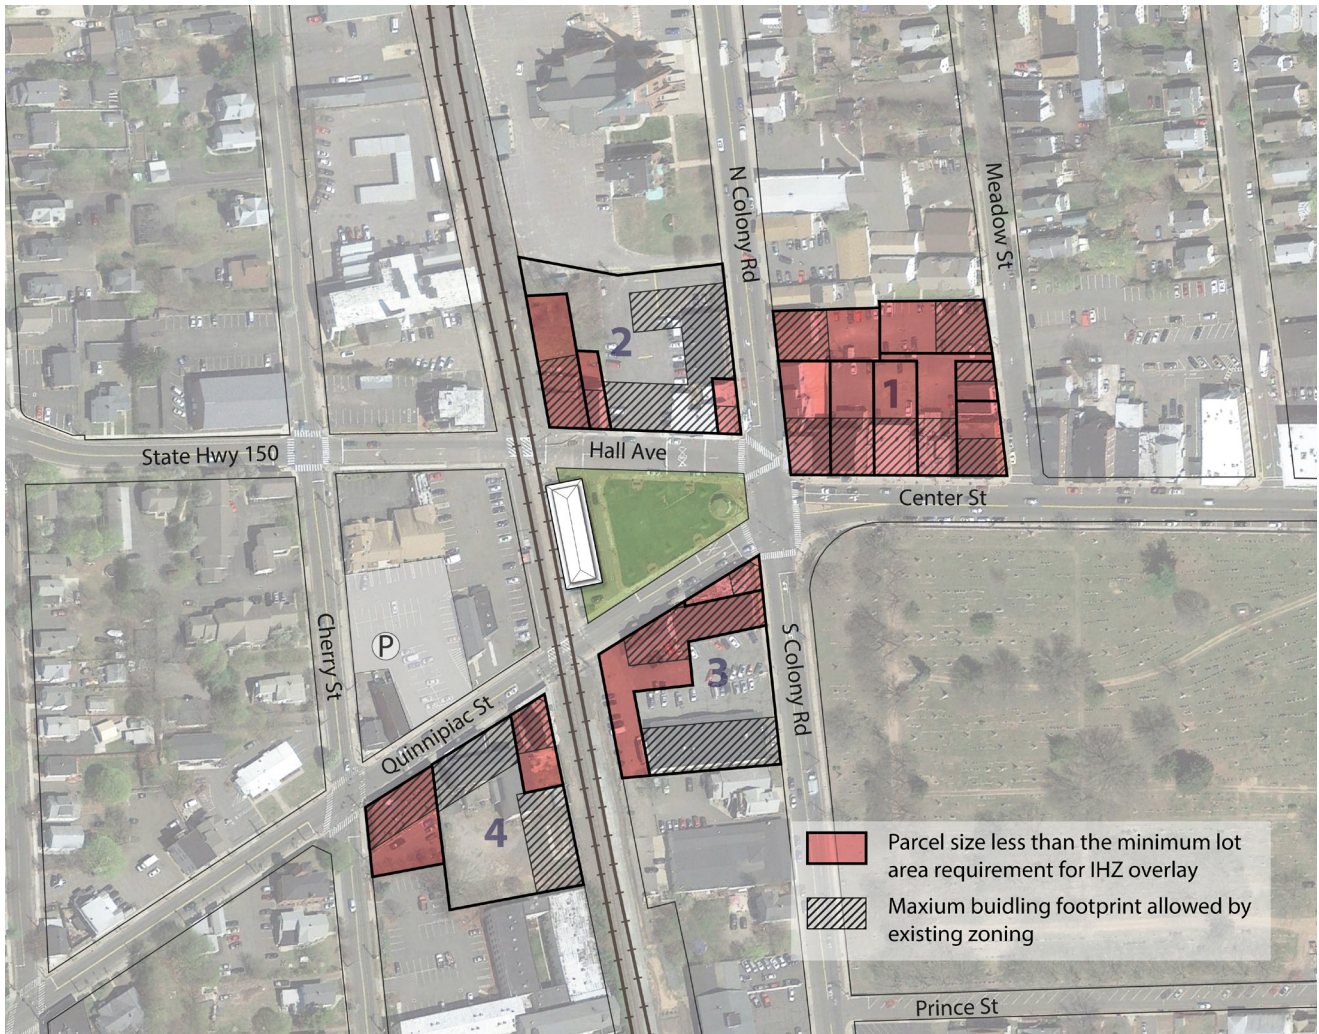 N Colony Rd
Meadow St
2
1
Hall Ave
State Hwy 150
Center St
Cherry St
P
S Colony Rd
3
Quinnipiac St
4
Parcel size less than the minimum lot
area requirement for IHZ overlay
Maxium buidling footprint allowed by
existing zoning
Prince St